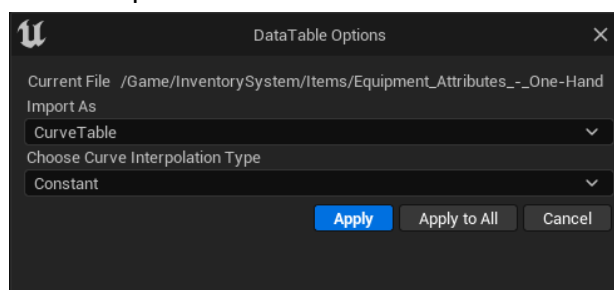 DataTable Options
Current File /Game/InventorySystem/Items/Equipment_Attributes_-_One-Hand
Import As
CurveTable
Choose Curve Interpolation Type
Constant
Apply Apply to All Cancel